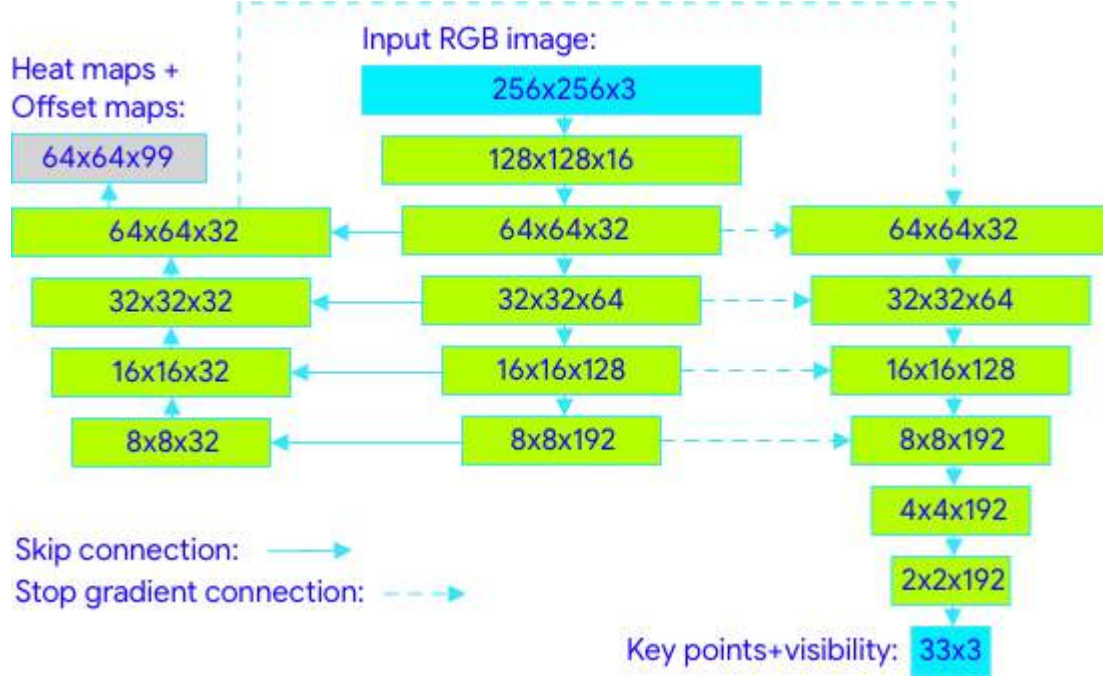 Input RGB image:
256x256x3
Heat maps +
Offset maps:
64x64x99
128x128x16
64x64x32
64x64x32
64x64x32
32x32x32
32x32x64
32x32x64
16x16x32
16x16x128
16x16x128
8x8x32
8x8x192
8x8x192
4x4x192
2x2x192
Skip connection:
Stop gradient connection:
Key points+visibility:
33x3